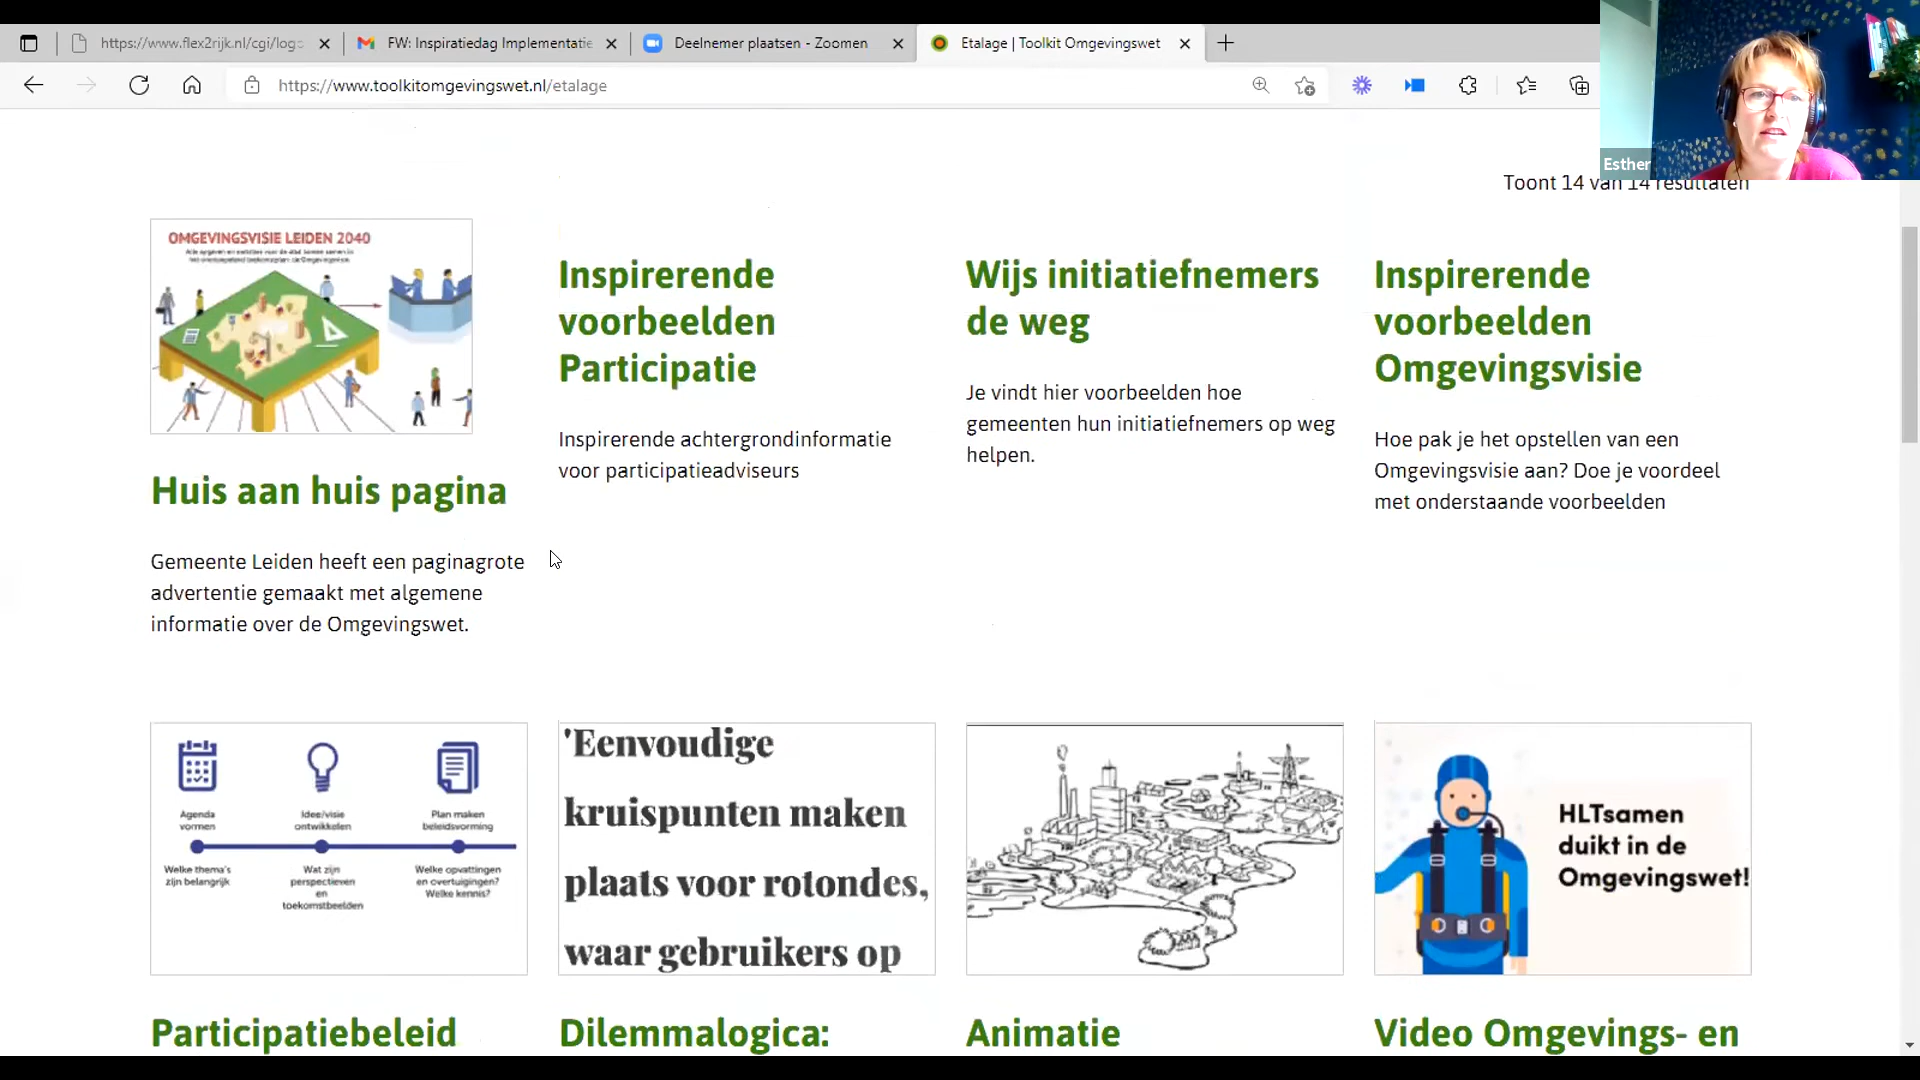 https://www.flex2rijk.nl/cgi/log
FW: Inspiratiedag Implementatie
Deelnemer plaatsen - Zoomen
Etalage | Toolkit Omgevingswet
https://www.toolkitomgevingswet.nl/etalage
Esther
Toont 14 van 14 resultaten
OMGEVINGSVISIE LEIDEN 2040
Huis aan huis pagina
Gemeente Leiden heeft een paginagrote
advertentie gemaakt met algemene
informatie over de Omgevingswet.
Inspirerende
voorbeelden
Participatie
Inspirerende achtergrondinformatie
voor participatieadviseurs
Wijs initiatiefnemers
de weg
Je vindt hier voorbeelden hoe
gemeenten hun initiatiefnemers op weg
helpen.
Inspirerende
voorbeelden
Omgevingsvisie
Hoe pak je het opstellen van een
Omgevingsvisie aan? Doe je voordeel
met onderstaande voorbeelden
Agenda
vormen
Idee/visie
ontwikkelen
Plan maken
beleidsvorming
Welke thema's
zijn belangrijk
Wat zijn
perspectieven
en
toekomstbeelden
Welke opvattingen
en overtuigingen?
Welke kennis?
Participatiebeleid
'Eenvoudige
kruispunten maken
plaats voor rotondes,
waar gebruikers op
Dilemmalogica:
Animatie
HLTsamen
duikt in de
Omgevingswet!
Video Omgevings- en